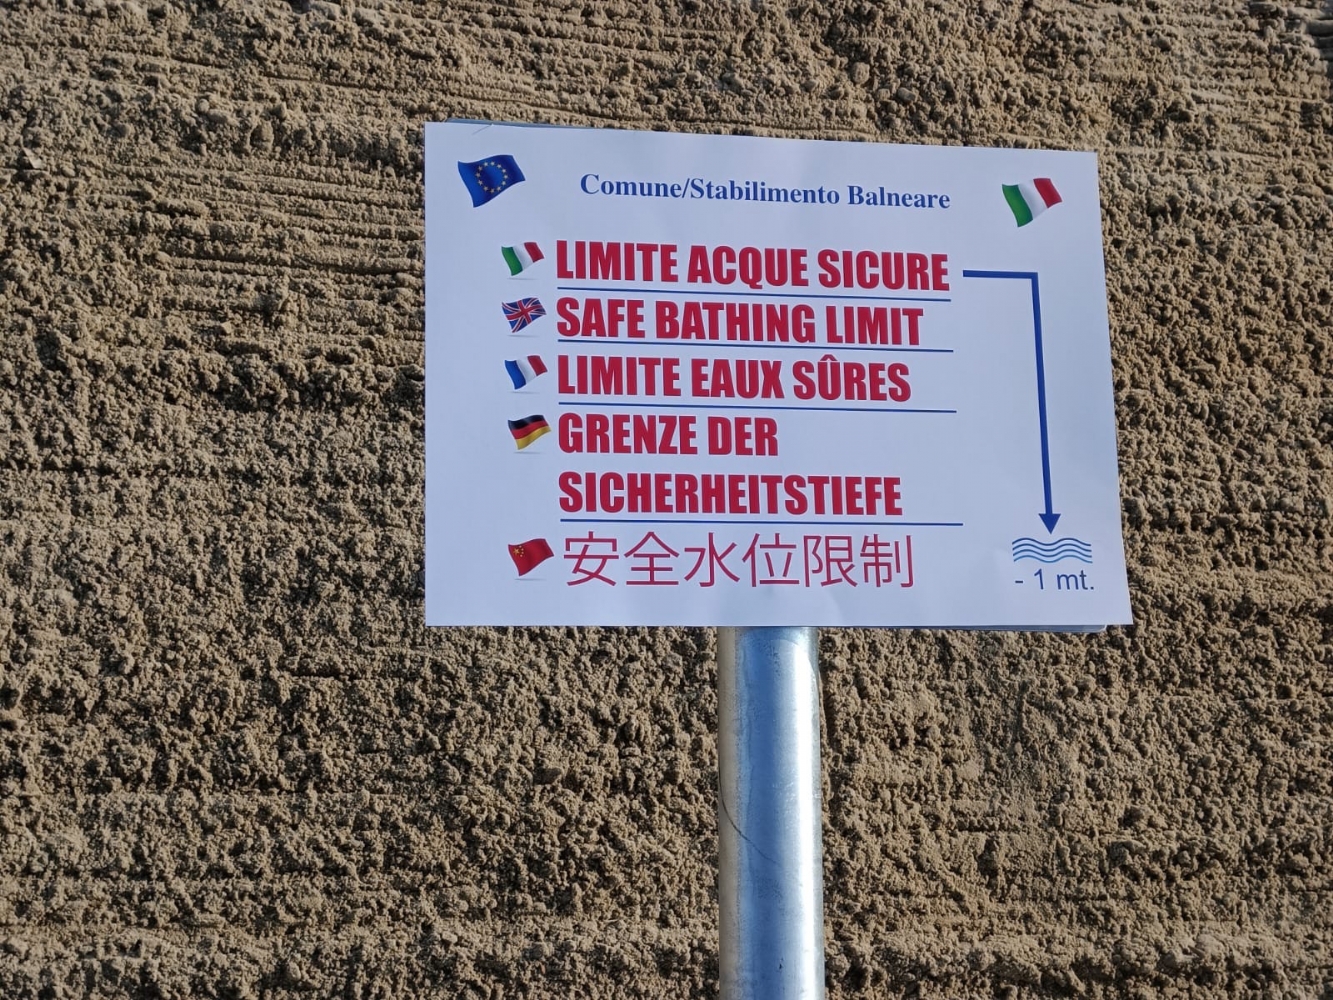 Comune/Stabilimento Balneare
LIMITE ACQUE SICURE
SAFE BATHING LIMIT
LIMITE EAUX SÛRES
GRENZE DER
SICHERHEITSTIEFE
安全水位限制
- 1 mt.